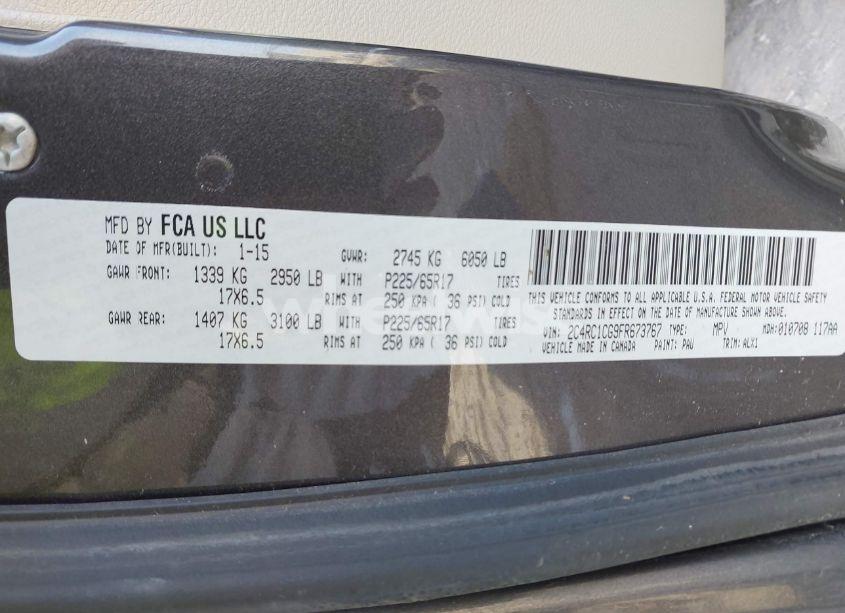 MFD BY FCA US LLC
DATE OF MFR(BUILT): 1-15 GVWR: 2745 KG 6050 LB
GAWR FRONT: 1339 KG 2950 LB WITH P225/65R17 TIRES
17X6.5 RIMS AT 250 KPA ( 36 PSI) COLD
GAWR REAR: 1407 KG 3100 LB WITH P225/65R17 TIRES
17X6.5 RIMS AT 250 KPA ( 36 PSI) COLD
THIS VEHICLE CONFORMS TO ALL APPLICABLE U.S.A. FEDERAL MOTOR VEHICLE SAFETY
STANDARDS IN EFFECT ON THE DATE OF MANUFACTURE SHOWN ABOVE.
VIN: 2C4RC1CG9FR673767 TYPE: MPV MDH:010708 117AA
VEHICLE MADE IN CANADA PAINT: PAU TRIM: ALX1